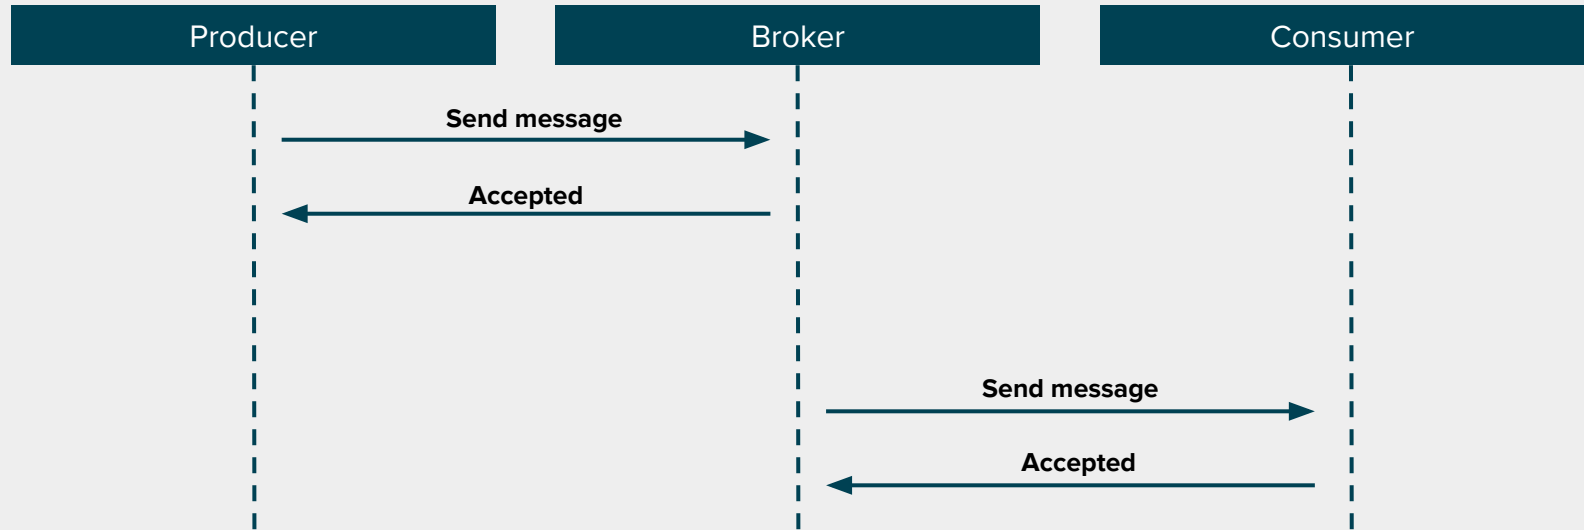 Producer
Broker
Consumer
Send message
Accepted
Send message
Accepted